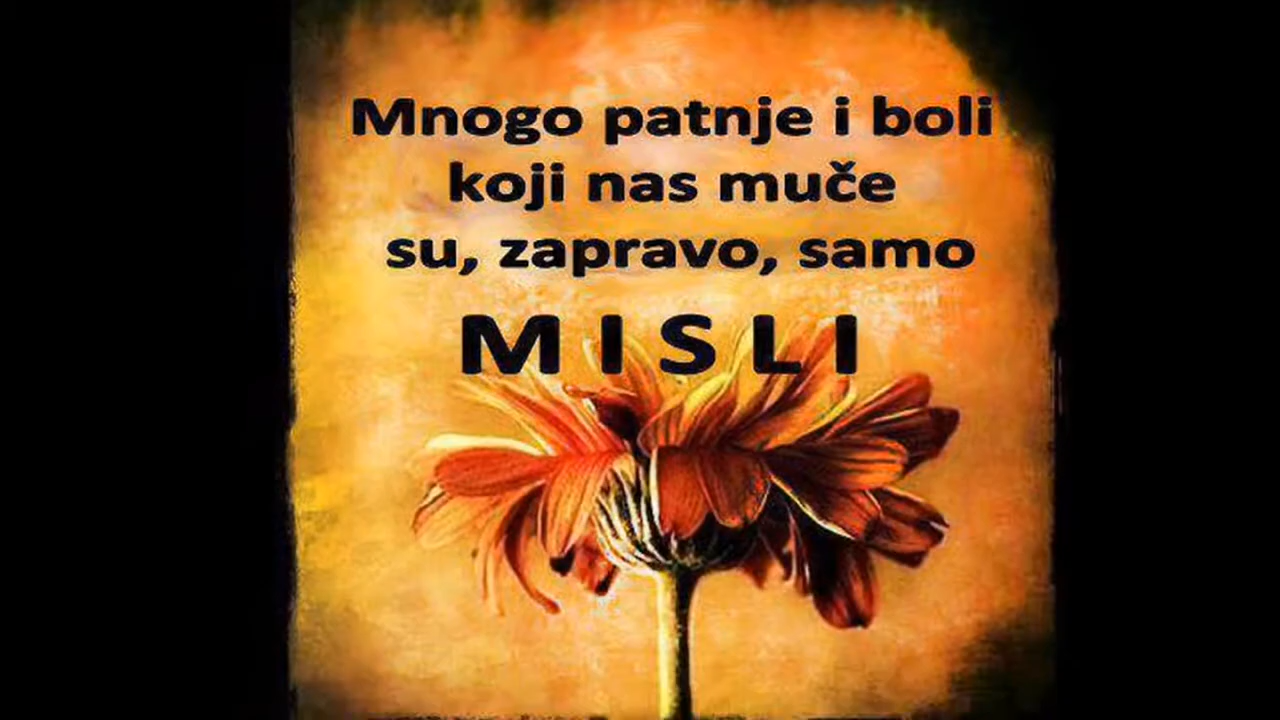 Mnogo patnje i boli
koji nas muče
su, zapravo, samo
MISLI